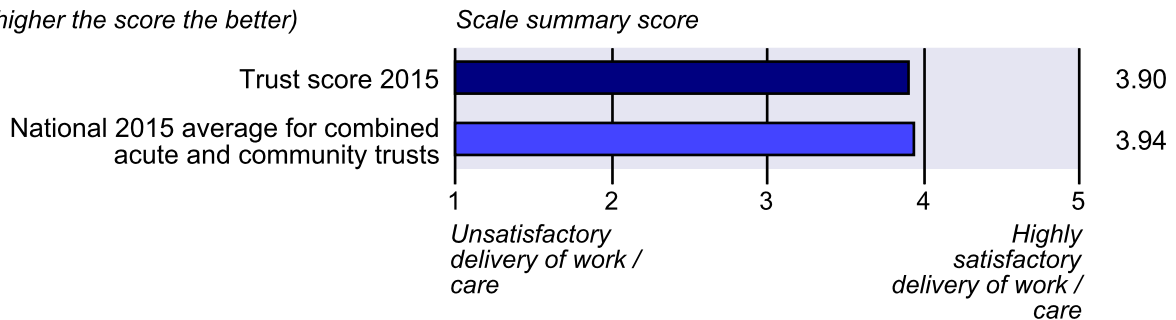 higher the score the better)
Scale summary score
Trust score 2015
3.90
National 2015 average for combined
acute and community trusts
3.94
1 2 3 4 5
Unsatisfactory
delivery of work /
care
Highly
satisfactory
delivery of work /
care